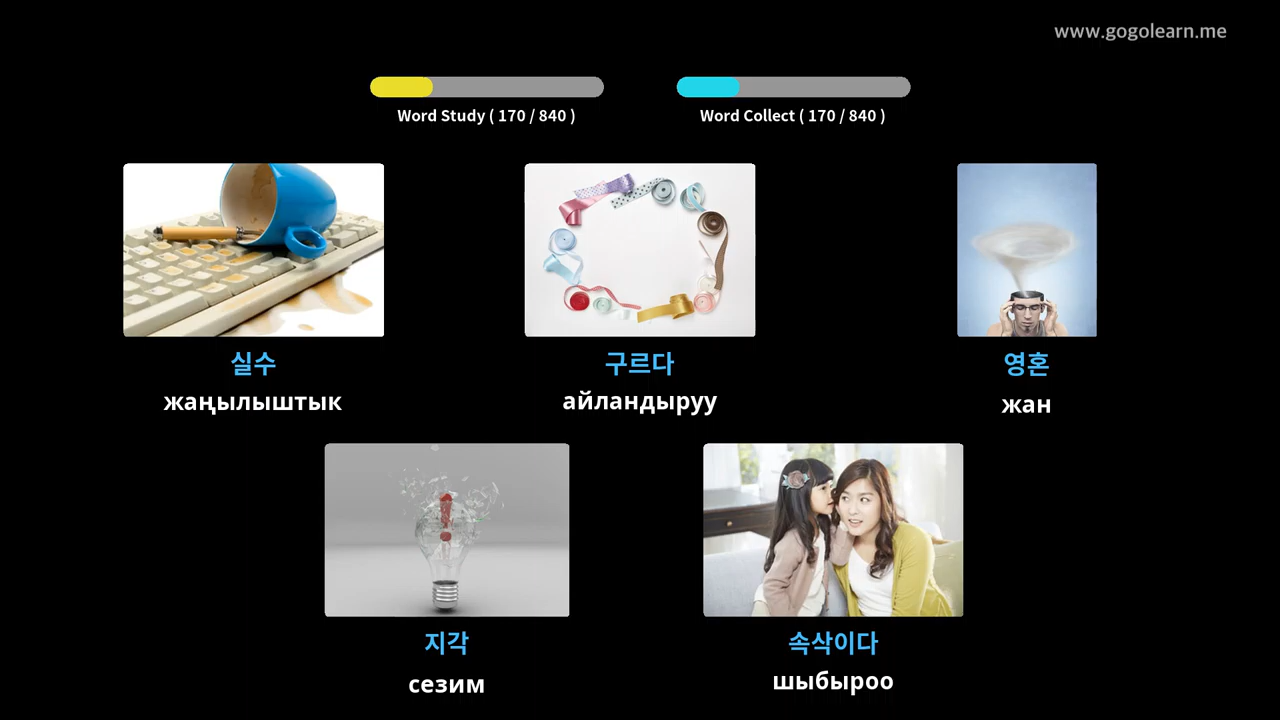 www.gogolearn.me
Word Study ( 170 / 840 )
Word Collect ( 170 / 840 )
실수
жаңылыштык
구르다
айландыруу
영혼
жан
지각
сезим
속삭이다
шыбыроо